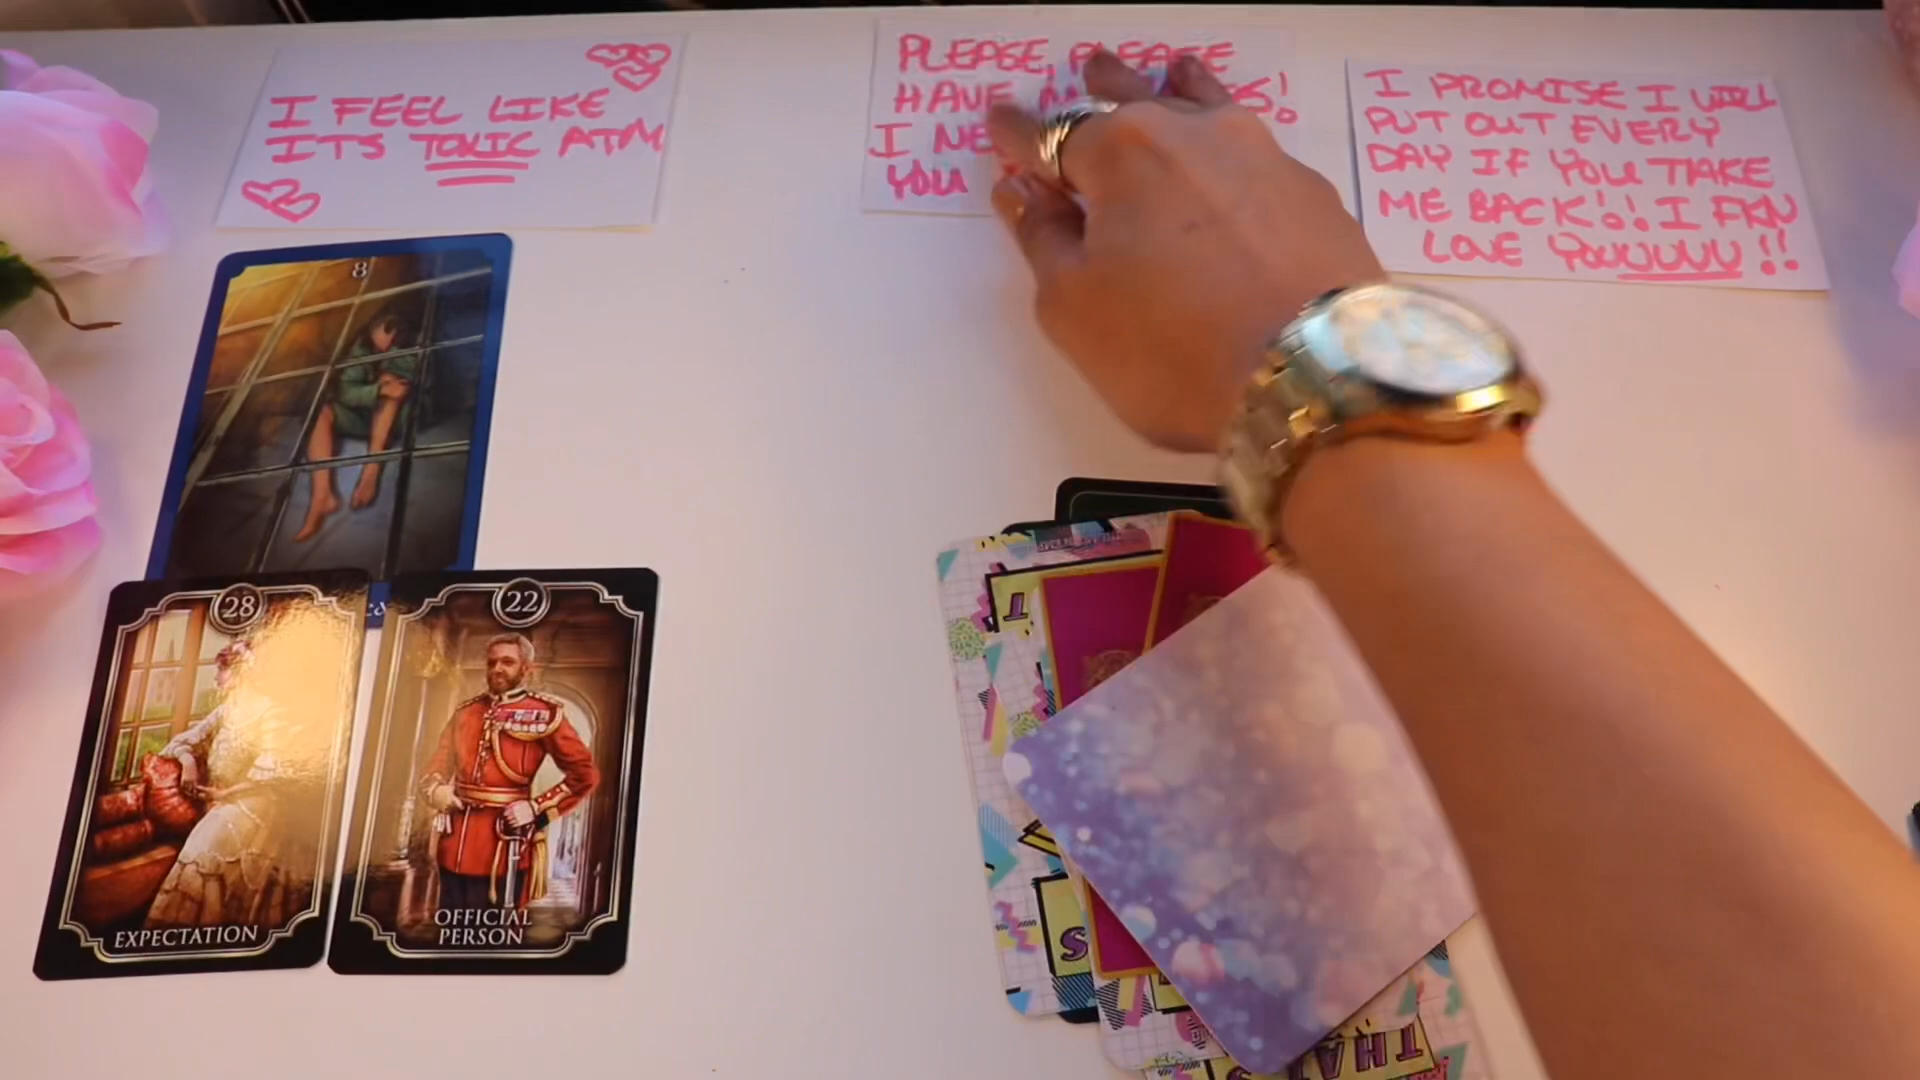 I FEEL LIKE
ITS TOXIC ATM
PLEASE, PLEASE
HAVE
I NE
YOU
I PROMISE I WILL
PUT OUT EVERY
DAY IF YOU TAKE
ME BACK!! I FKN
LOVE YOUUUUU!!
8
28
EXPECTATION
22
OFFICIAL
PERSON